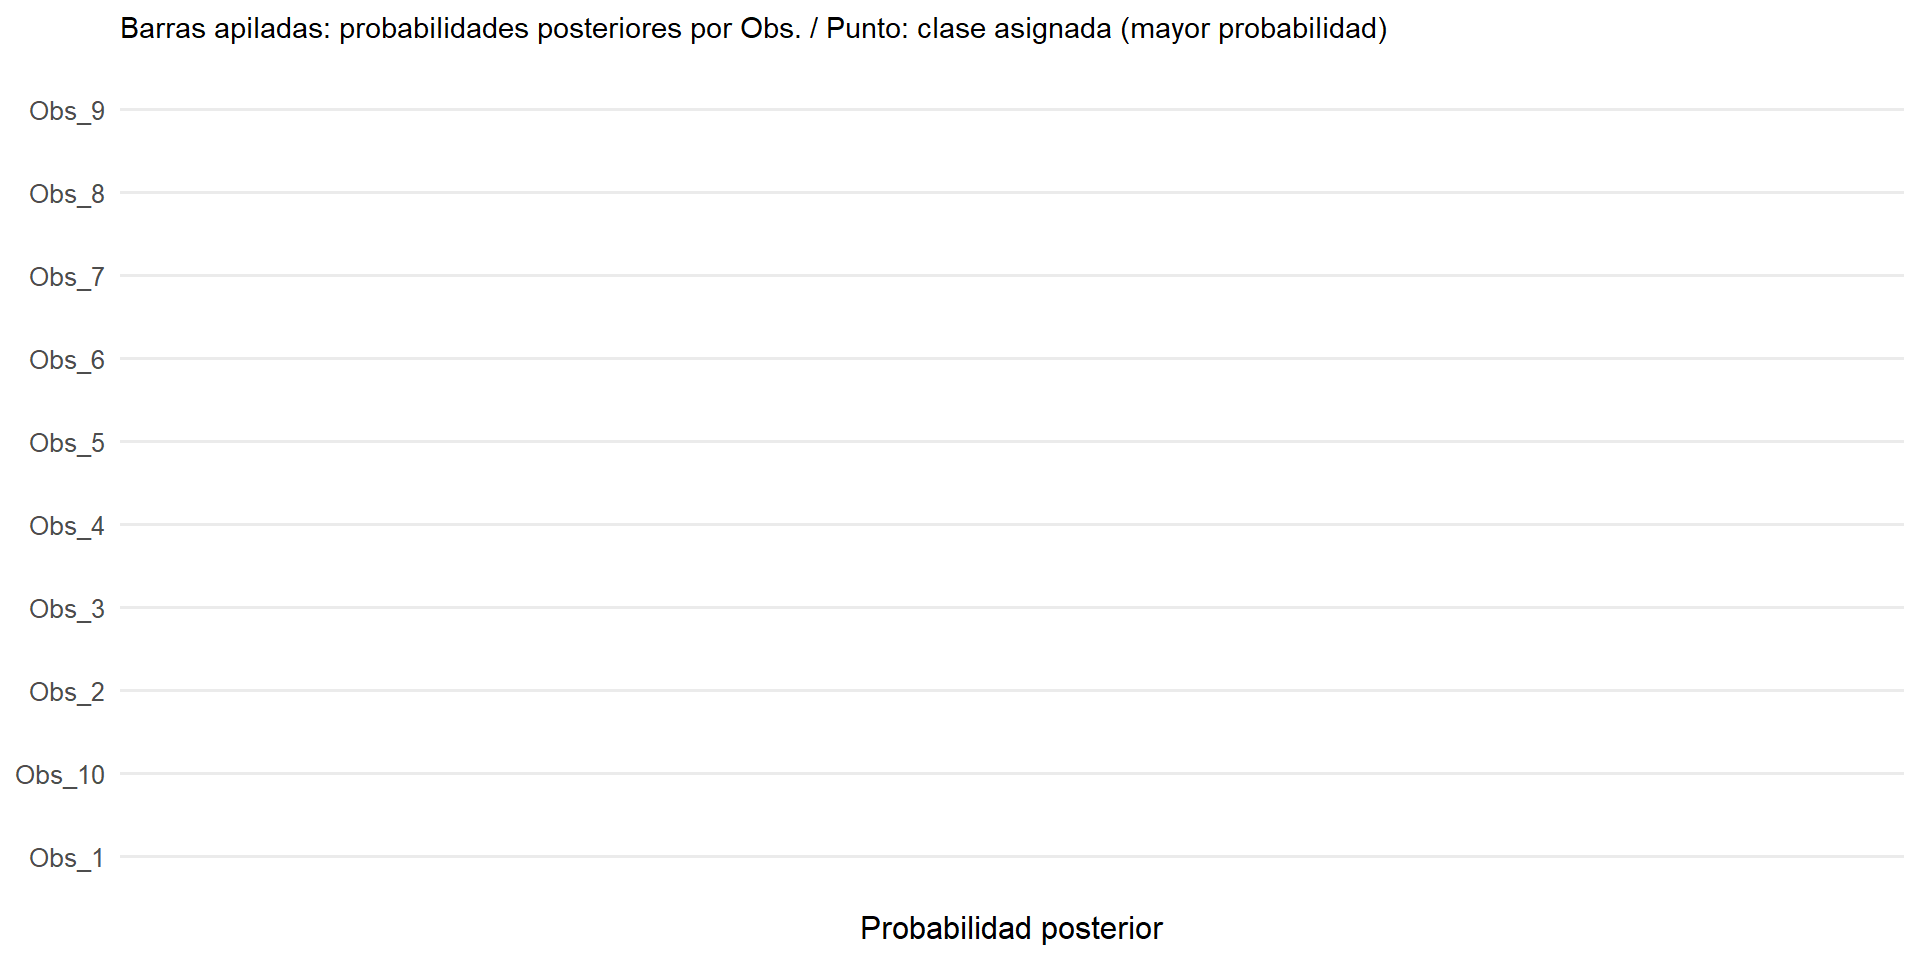 Barras apiladas: probabilidades posteriores por Obs. / Punto: clase asignada (mayor probabilidad)
Obs_9
Obs_8
Obs_7
Obs_6
Obs_5
Obs_4
Obs_3
Obs_2
Obs_10
Obs_1
Probabilidad posterior